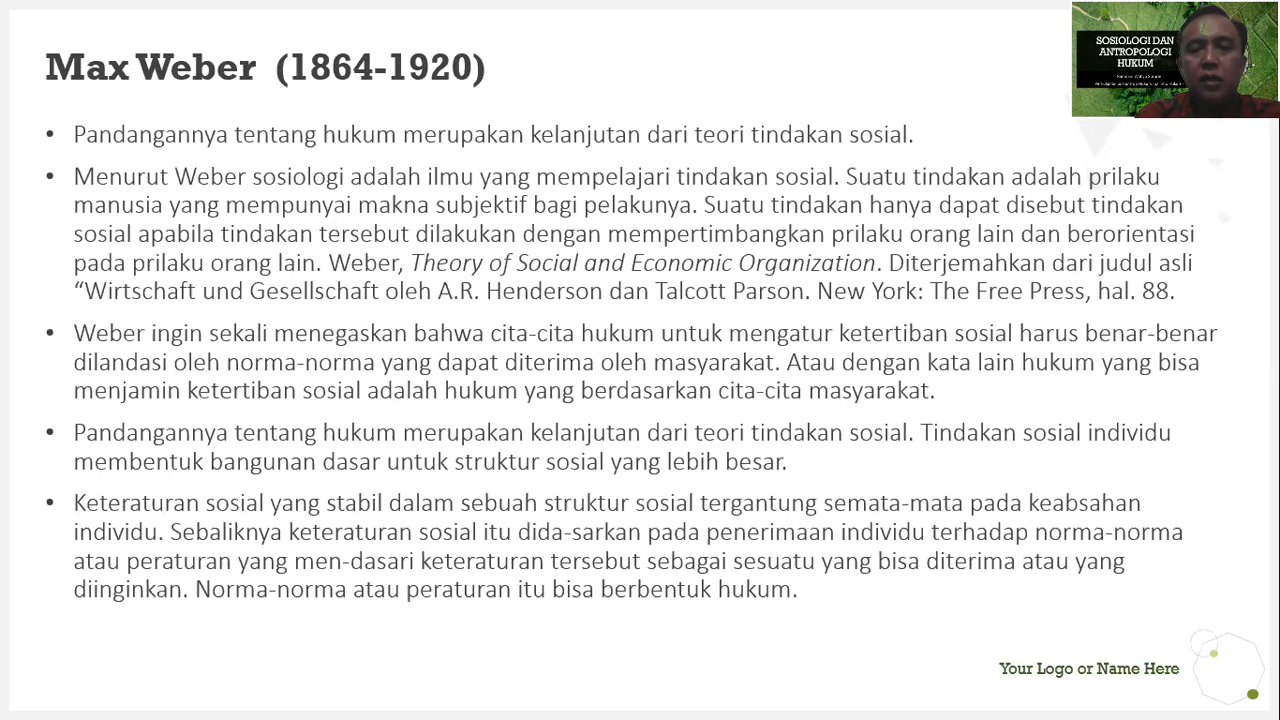 Max Weber (1864-1920)
SOSIOLOGI DAN
ANTROPOLOGI
HUKUM
• Pandangannya tentang hukum merupakan kelanjutan dari teori tindakan sosial.
• Menurut Weber sosiologi adalah ilmu yang mempelajari tindakan sosial. Suatu tindakan adalah prilaku
manusia yang mempunyai makna subjektif bagi pelakunya. Suatu tindakan hanya dapat disebut tindakan
sosial apabila tindakan tersebut dilakukan dengan mempertimbangkan prilaku orang lain dan berorientasi
pada prilaku orang lain. Weber, Theory of Social and Economic Organization. Diterjemahkan dari judul asli
“Wirtschaft und Gesellschaft oleh A.R. Henderson dan Talcott Parson. New York: The Free Press, hal. 88.
• Weber ingin sekali menegaskan bahwa cita-cita hukum untuk mengatur ketertiban sosial harus benar-benar
dilandasi oleh norma-norma yang dapat diterima oleh masyarakat. Atau dengan kata lain hukum yang bisa
menjamin ketertiban sosial adalah hukum yang berdasarkan cita-cita masyarakat.
• Pandangannya tentang hukum merupakan kelanjutan dari teori tindakan sosial. Tindakan sosial individu
membentuk bangunan dasar untuk struktur sosial yang lebih besar.
• Keteraturan sosial yang stabil dalam sebuah struktur sosial tergantung semata-mata pada keabsahan
individu. Sebaliknya keteraturan sosial itu dida-sarkan pada penerimaan individu terhadap norma-norma
atau peraturan yang men-dasari keteraturan tersebut sebagai sesuatu yang bisa diterima atau yang
diinginkan. Norma-norma atau peraturan itu bisa berbentuk hukum.
Your Logo or Name Here